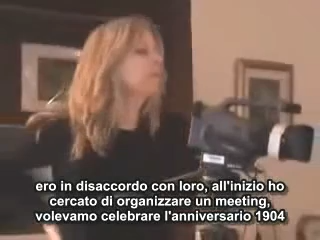 ero in disaccordo con loro, all'inizio ho
cercato di organizzare un meeting,
volevamo celebrare l'anniversario 1904